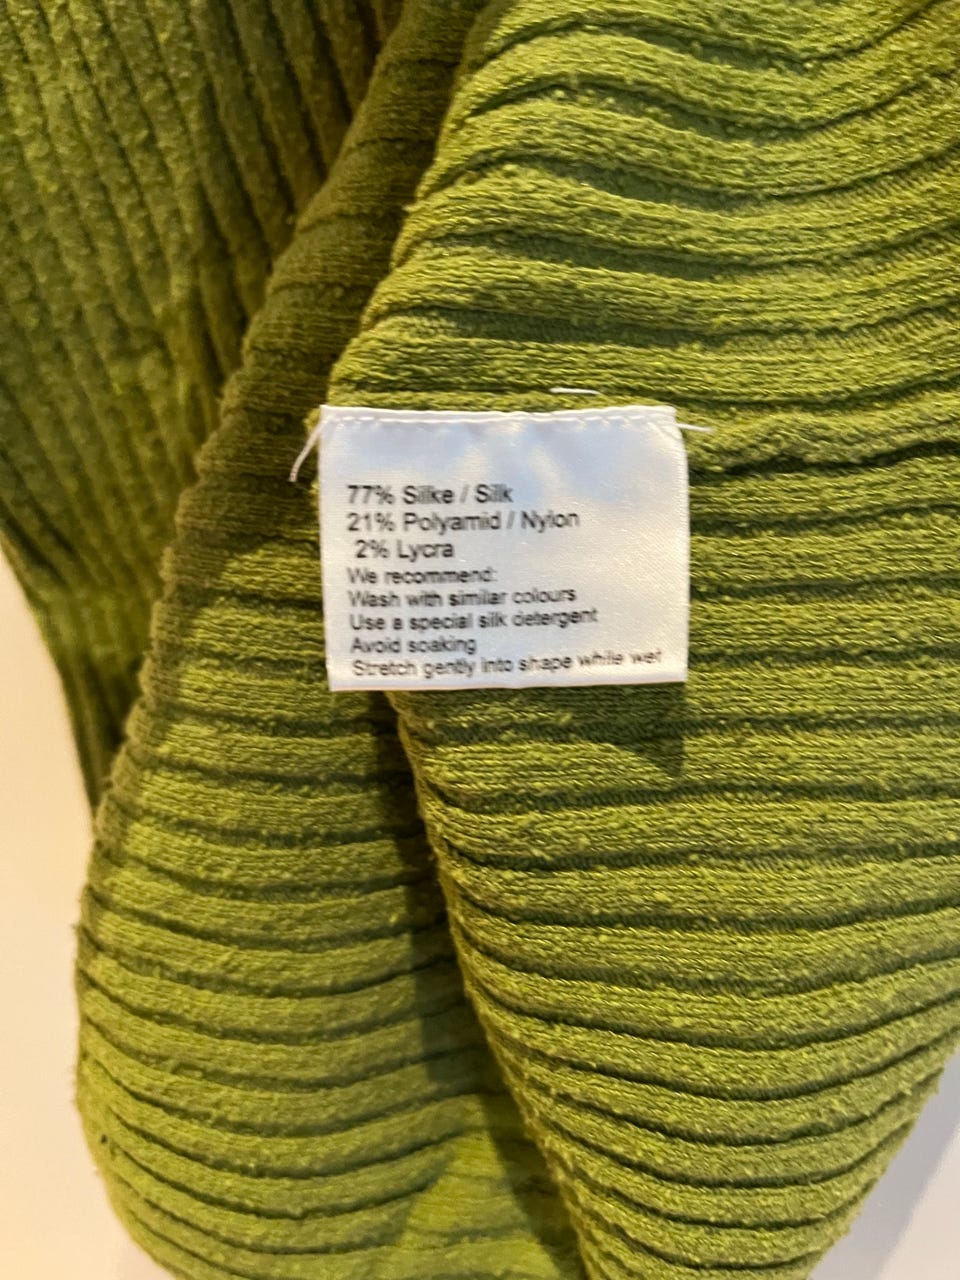 77% Silke / Silk
21% Polyamid / Nylon
2% Lycra
We recommend:
Wash with similar colours
Use a special silk detergent
Avoid soaking
Stretch gently into shape while wet